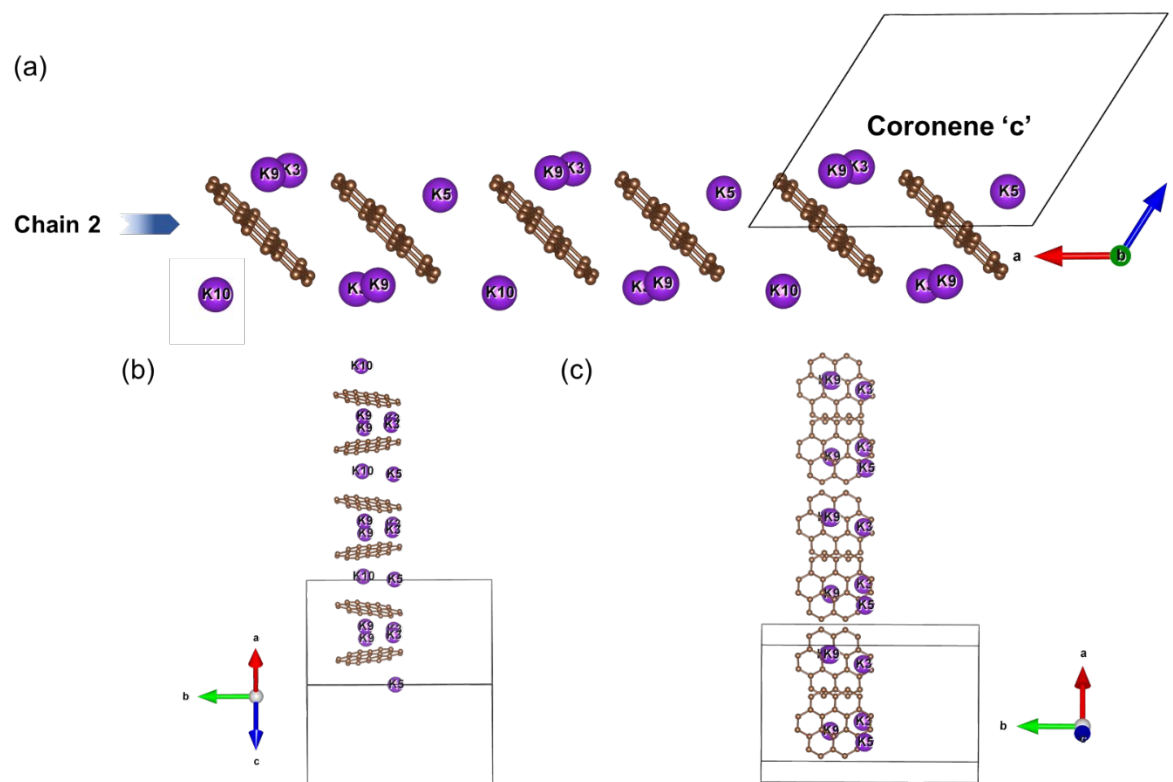 (a)
Coronene ‘c’
K9 K3 K5 K9 K3 K5 K9 K3 K5
Chain 2
a b
K10 K9 K10 K9 K10 K9
(b)
K10
K9
K9 K3
K10 K5
K9
K9 K3
K10 K5
K9
K9 K3
K5
a
b
c
(c)
K9 K3
K3
K9 K5
K9 K3
K3
K9 K5
K9 K3
K3
K9 K5
a
b